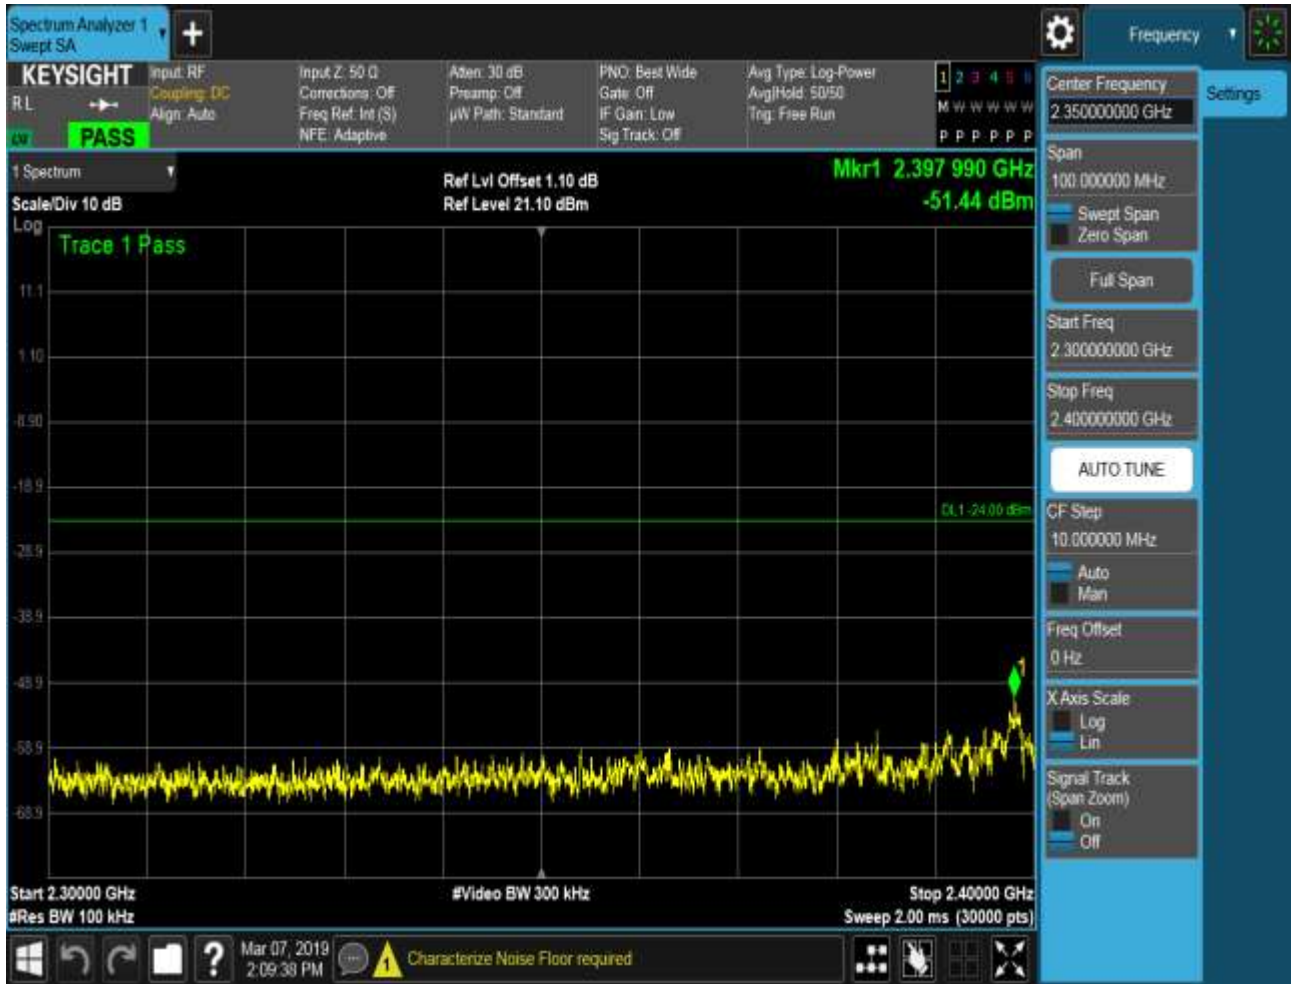 Spectrum Analyzer 1
Swept SA
+
Frequency
KEYSIGHT
R L
LXI
PASS
Input: RF
Coupling: DC
Align: Auto
Input Z: 50 Ω
Corrections: Off
Freq Ref: Int (S)
NFE: Adaptive
Atten: 30 dB
Preamp: Off
µW Path: Standard
PNO: Best Wide
Gate: Off
IF Gain: Low
Sig Track: Off
Avg Type: Log-Power
Avg|Hold: 50/50
Trig: Free Run
1 2 3 4 5 6
M W W W W W
P P P P P P
Center Frequency
2.350000000 GHz
Settings
Span
100.000000 MHz
Swept Span
Zero Span
Full Span
Start Freq
2.300000000 GHz
Stop Freq
2.400000000 GHz
AUTO TUNE
CF Step
10.000000 MHz
Auto
Man
Freq Offset
0 Hz
X Axis Scale
Log
Lin
Signal Track
(Span Zoom)
On
Off
1 Spectrum
Scale/Div 10 dB
Log
Ref Lvl Offset 1.10 dB
Ref Level 21.10 dBm
Mkr1 2.397 990 GHz
-51.44 dBm
Trace 1 Pass
11.1
1.10
-8.90
-18.9
DL1 -24.00 dBm
-28.9
-38.9
1
-48.9
-58.9
-68.9
Start 2.30000 GHz
#Video BW 300 kHz
Stop 2.40000 GHz
#Res BW 100 kHz
Sweep 2.00 ms (30000 pts)
?
Mar 07, 2019
2:09:38 PM
1
Characterize Noise Floor required